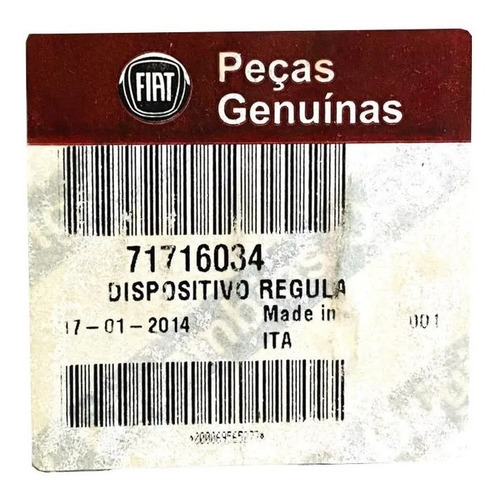 FIAT
Peças
Genuínas
71716034
DISPOSITIVO REGULA
17-01-2014 Made in 001
ITA